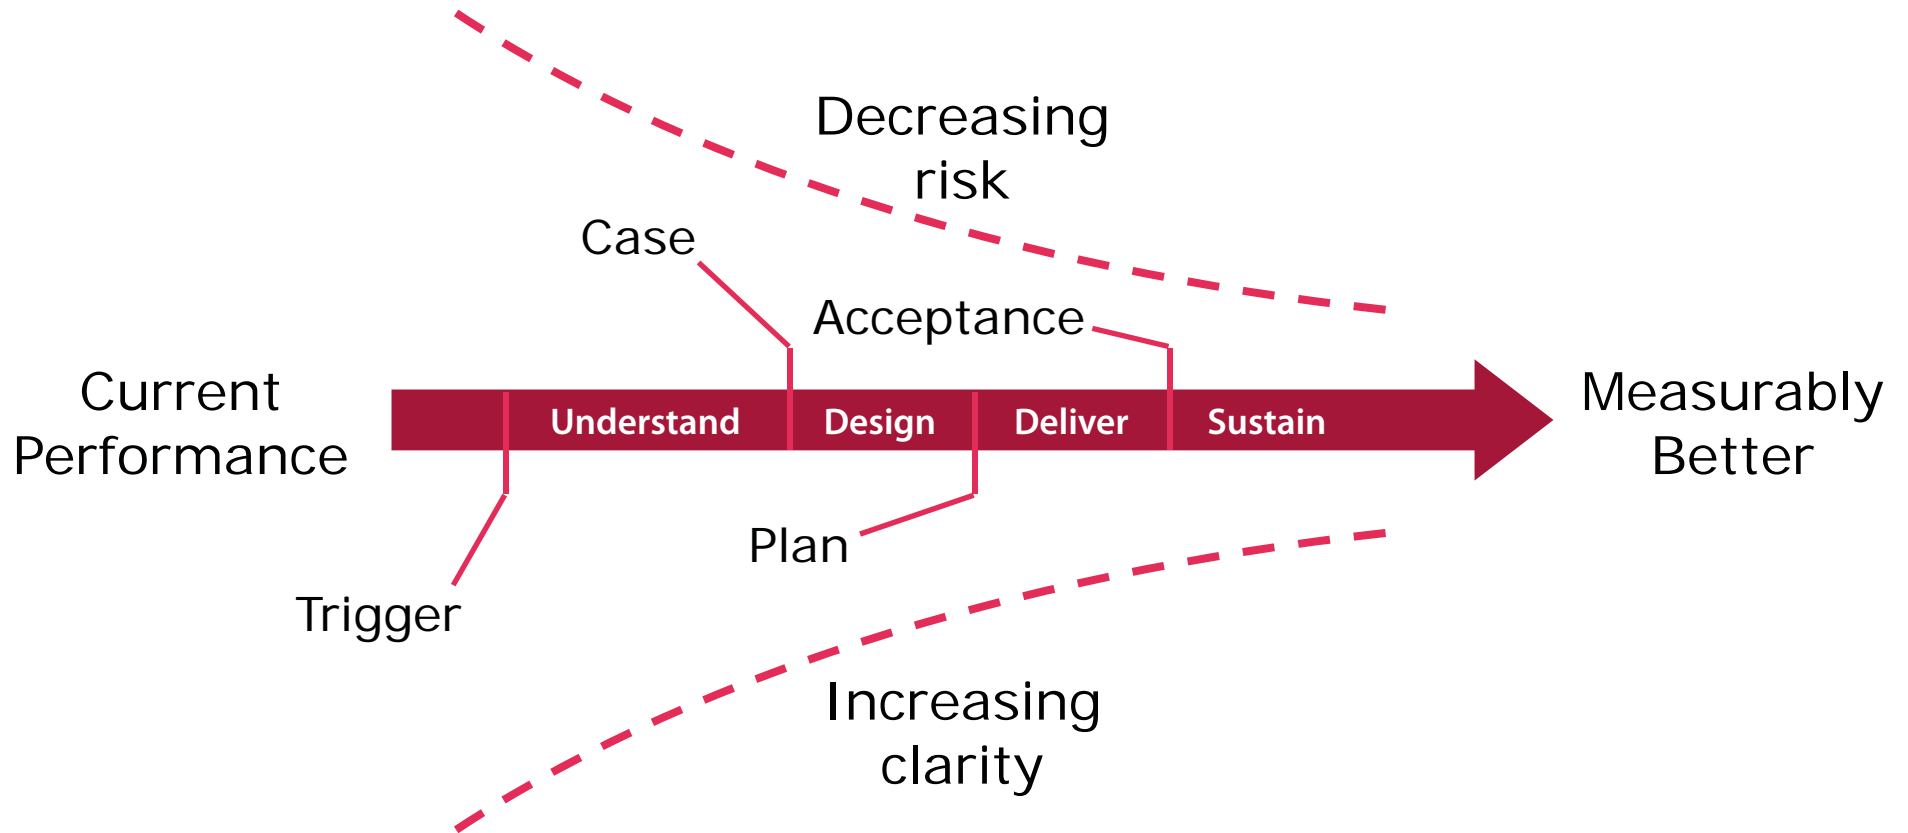 Decreasing
risk
Case
Acceptance
Current
Performance
Understand
Design
Deliver
Sustain
Measurably
Better
Plan
Trigger
Increasing
clarity